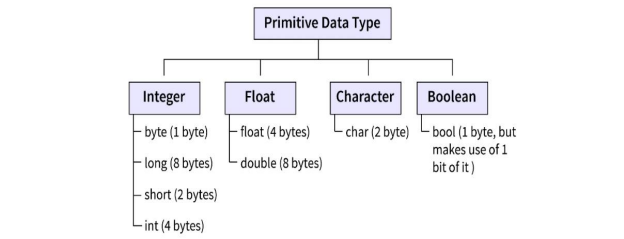 Primitive Data Type
Integer
Float
Character
Boolean
byte (1 byte)
long (8 bytes)
short (2 bytes)
int (4 bytes)
float (4 bytes)
double (8 bytes)
char (2 byte)
bool (1 byte, but
makes use of 1
bit of it )